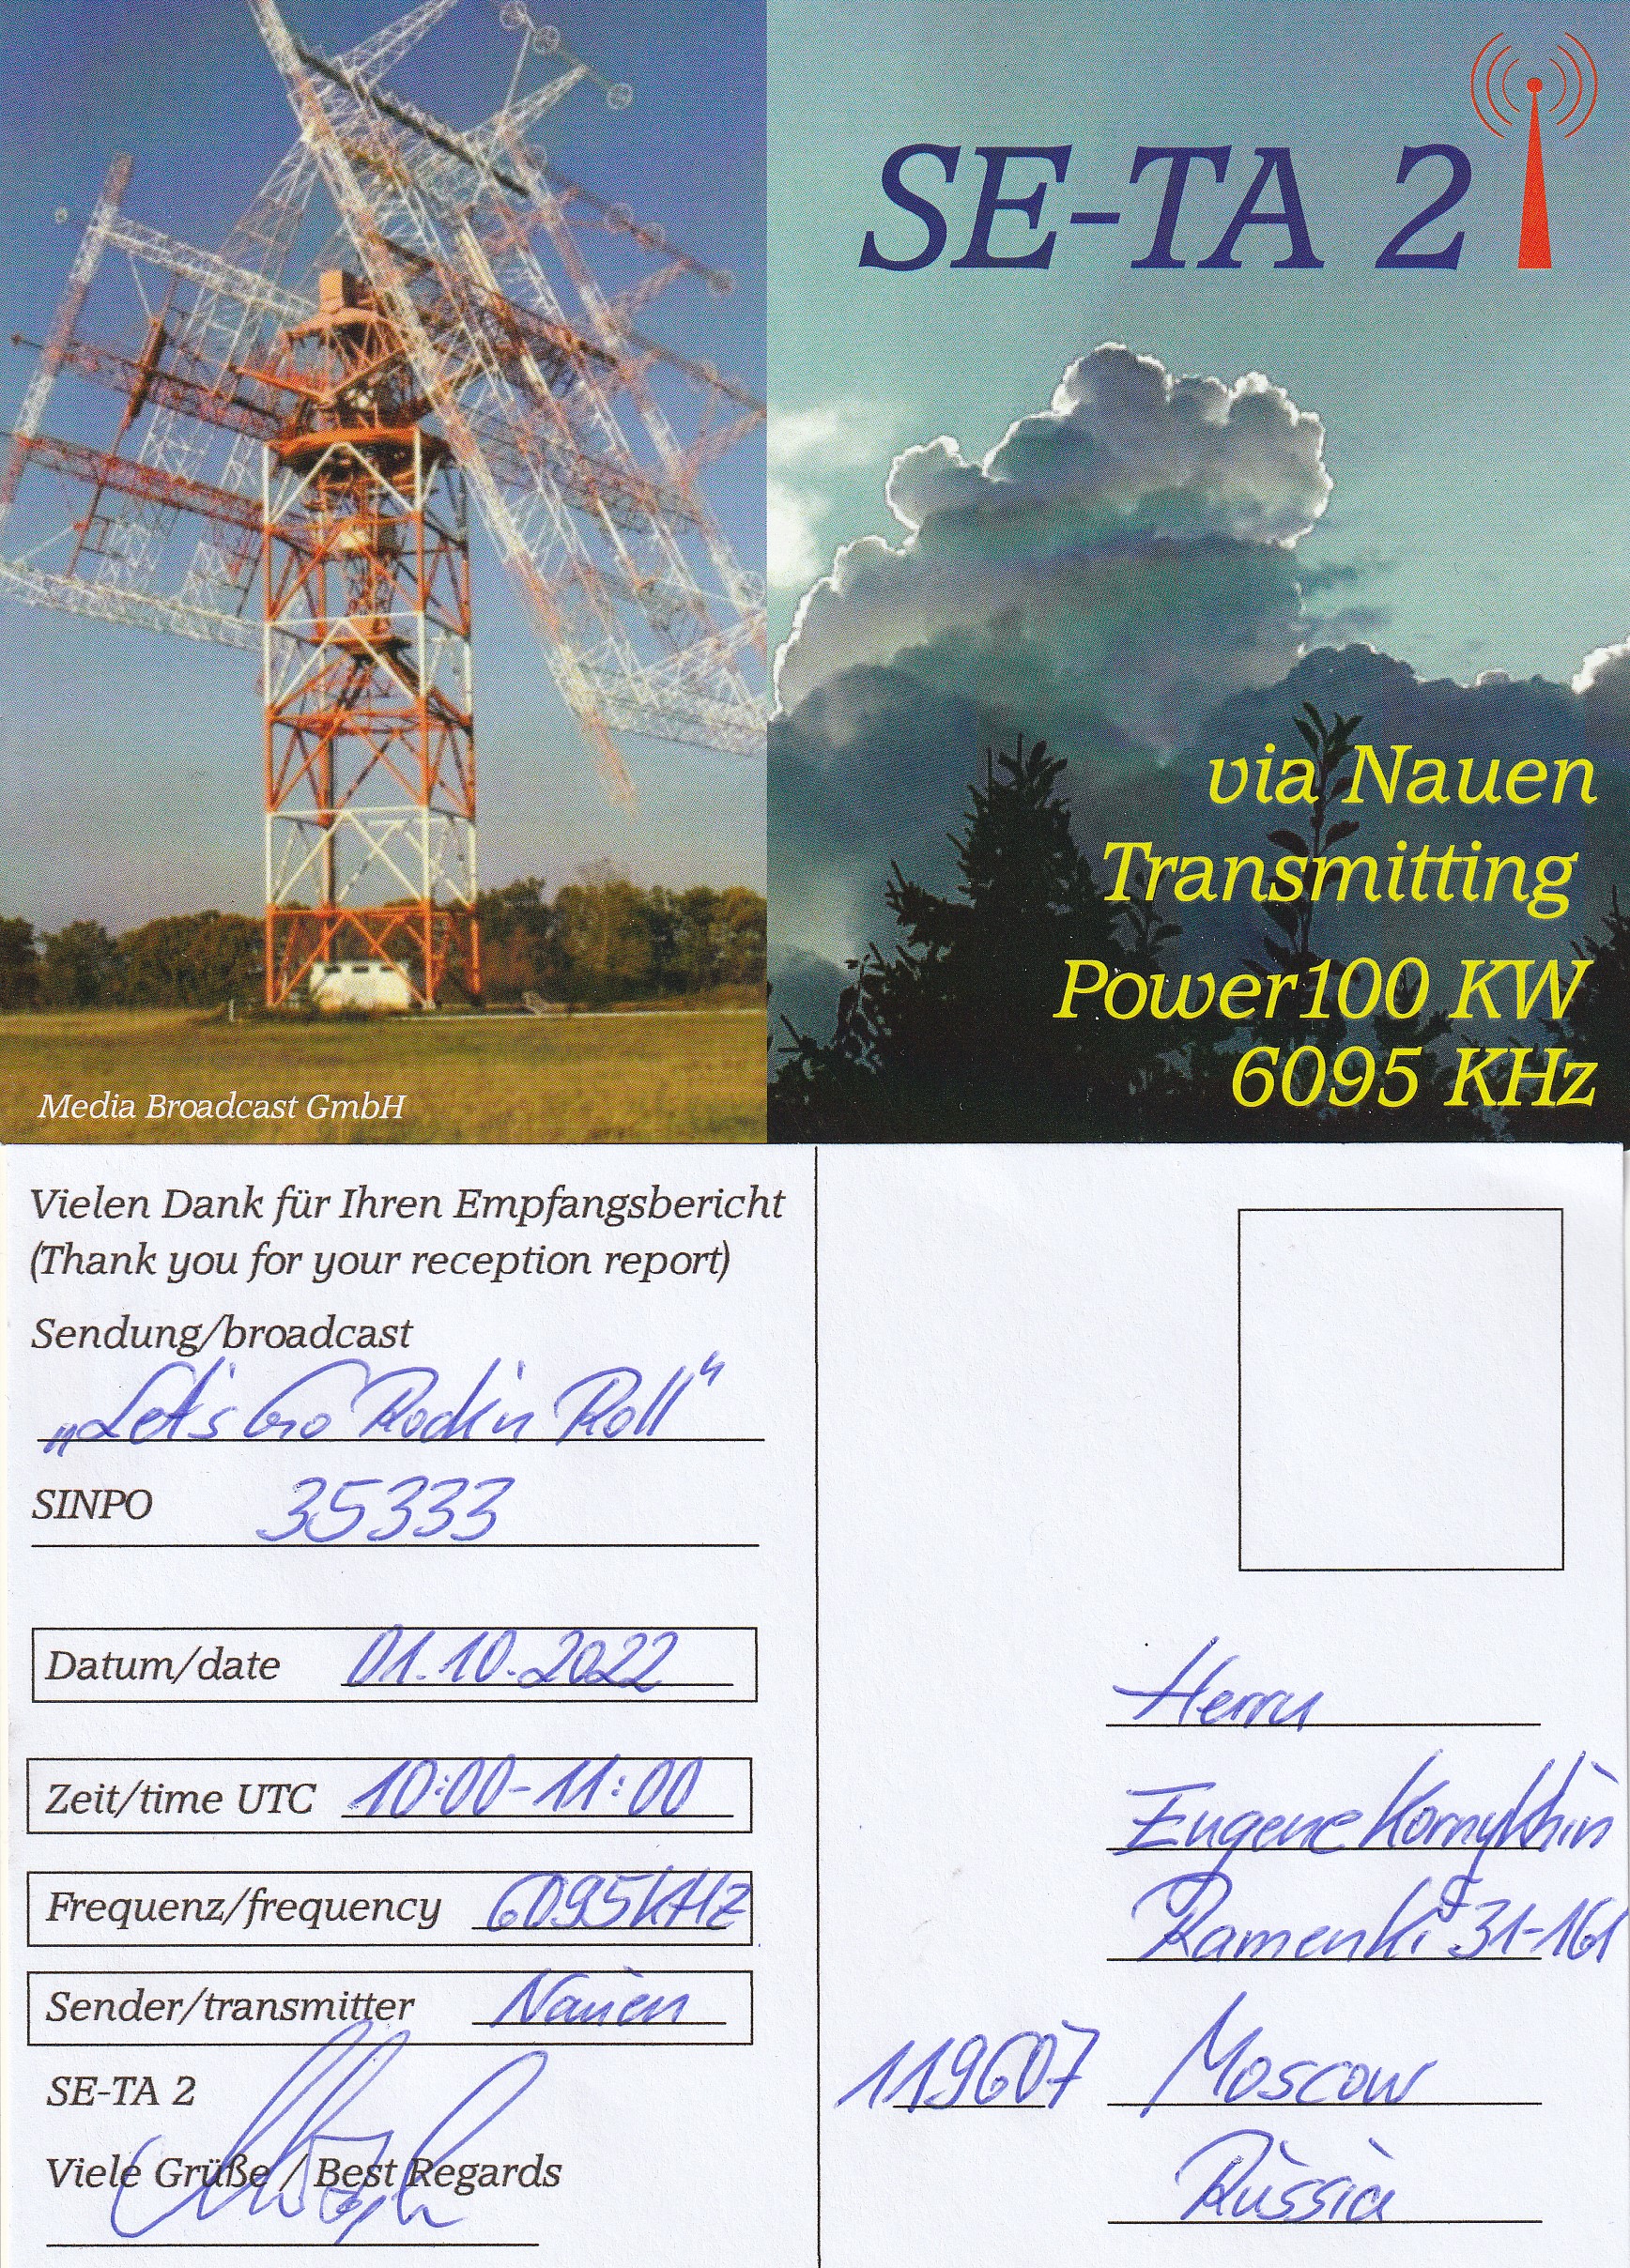 SE-TA 2
via Nauen
Transmitting
Power100 KW
6095 KHz
Media Broadcast GmbH
Vielen Dank für Ihren Empfangsbericht
(Thank you for your reception report)
Sendung/broadcast
„Let's Go Rock'n Roll“
SINPO 35333
Datum/date 01.10.2022
Zeit/time UTC 10:00-11:00
Frequenz/frequency 6095KHz
Sender/transmitter Nauen
SE-TA 2
Viele Grüße / Best Regards
Herrn
Eugene Kornykhin
Ramenki 31-161
119607 Moscow
Russia